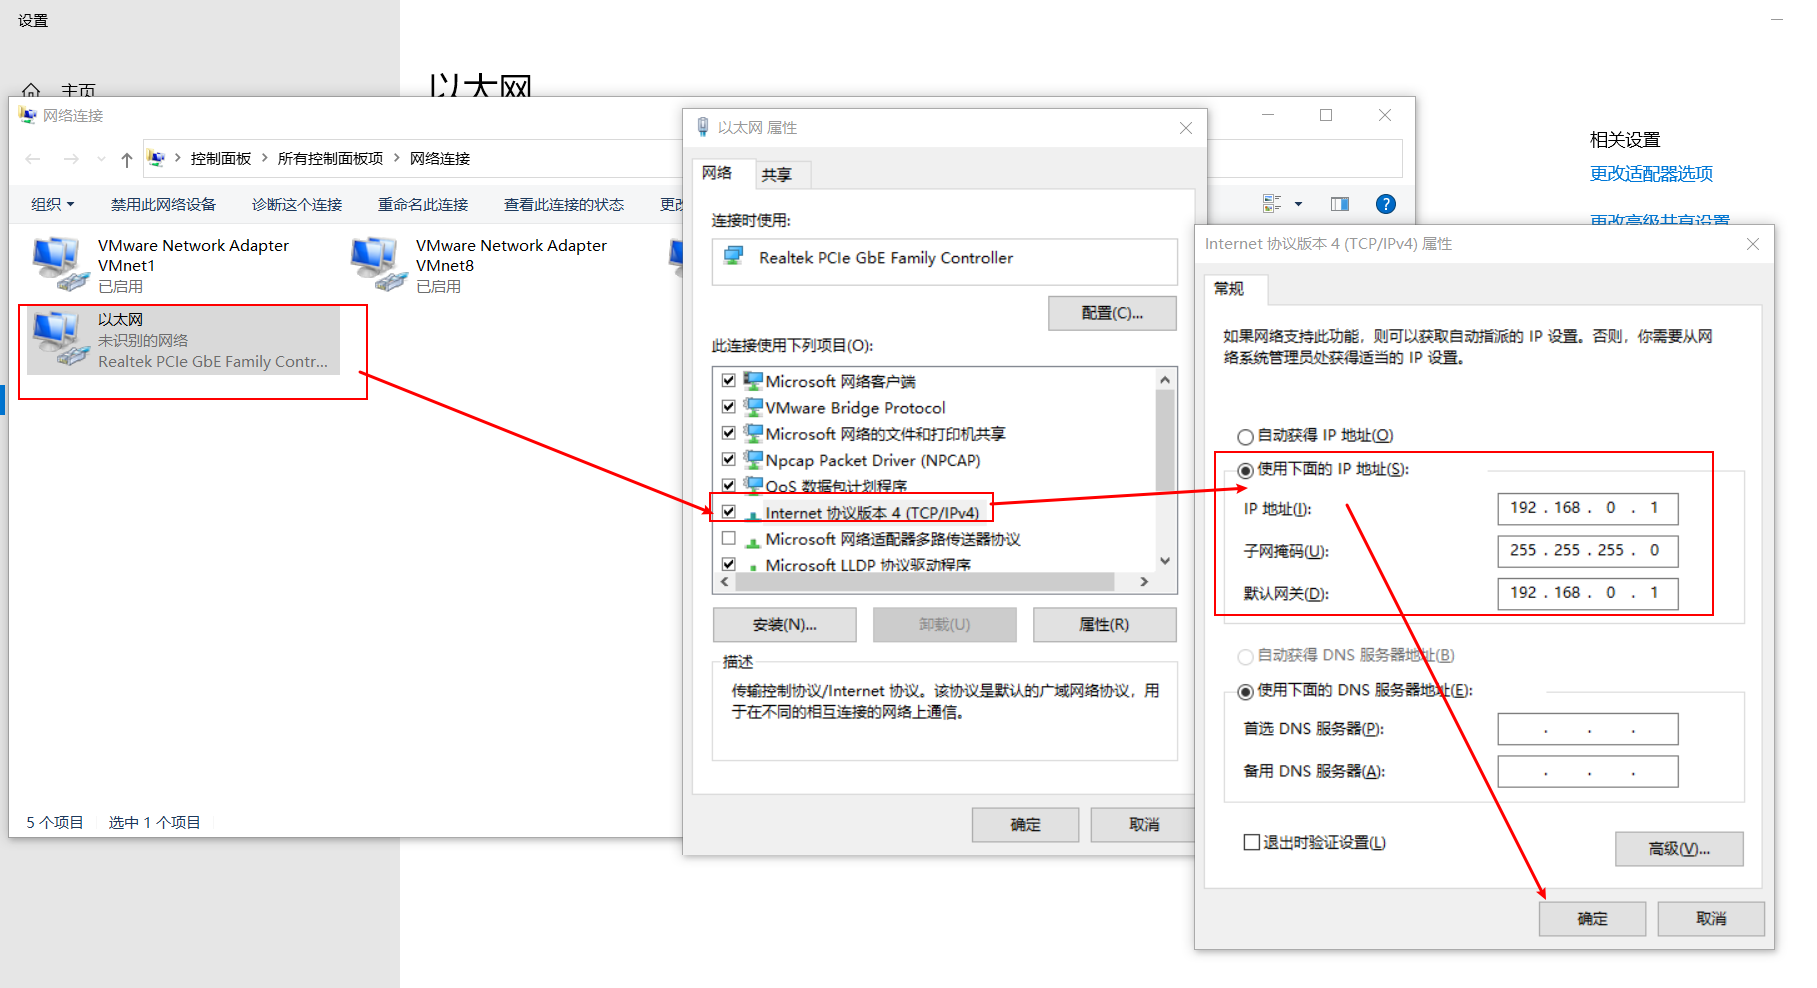 设置
主页
以太网
网络连接
控制面板 所有控制面板项 网络连接
组织 禁用此网络设备 诊断这个连接 重命名此连接 查看此连接的状态 更改
VMware Network Adapter
VMnet1
已启用
VMware Network Adapter
VMnet8
已启用
以太网
未识别的网络
Realtek PCIe GbE Family Contr...
5 个项目 选中 1 个项目
以太网 属性
网络 共享
连接时使用:
Realtek PCIe GbE Family Controller
配置(C)...
此连接使用下列项目(O):
Microsoft 网络客户端
VMware Bridge Protocol
Microsoft 网络的文件和打印机共享
Npcap Packet Driver (NPCAP)
QoS 数据包计划程序
Internet 协议版本 4 (TCP/IPv4)
Microsoft 网络适配器多路传送器协议
Microsoft LLDP 协议驱动程序
安装(N)... 卸载(U) 属性(R)
描述
传输控制协议/Internet 协议。该协议是默认的广域网络协议，用
于在不同的相互连接的网络上通信。
确定 取消
相关设置
更改适配器选项
更改高级共享设置
Internet 协议版本 4 (TCP/IPv4) 属性
常规
如果网络支持此功能，则可以获取自动指派的 IP 设置。否则，你需要从网
络系统管理员处获得适当的 IP 设置。
自动获得 IP 地址(O)
使用下面的 IP 地址(S):
IP 地址(I): 192 . 168 . 0 . 1
子网掩码(U): 255 . 255 . 255 . 0
默认网关(D): 192 . 168 . 0 . 1
自动获得 DNS 服务器地址(B)
使用下面的 DNS 服务器地址(E):
首选 DNS 服务器(P): . . .
备用 DNS 服务器(A): . . .
退出时验证设置(L)
高级(V)...
确定 取消